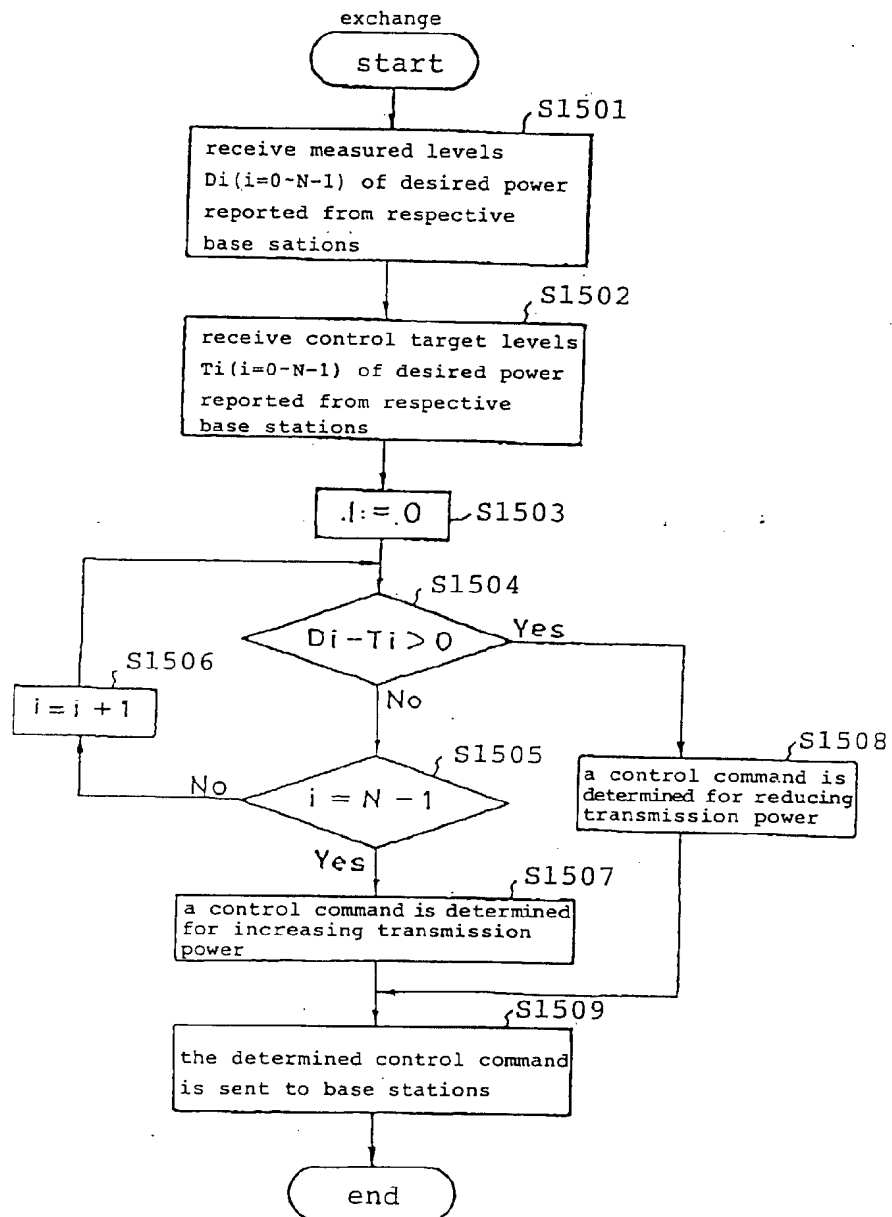 exchange
start
S1501
receive measured levels
Di(i=0~N-1) of desired power
reported from respective
base sations
S1502
receive control target levels
Ti(i=0~N-1) of desired power
reported from respective
base stations
I:= 0
S1503
S1504
Di-Ti>0
Yes
S1506
i=i+1
No
S1505
S1508
i=N-1
No
a control command is
determined for reducing
transmission power
Yes
S1507
a control command is determined
for increasing transmission
power
S1509
the determined control command
is sent to base stations
end